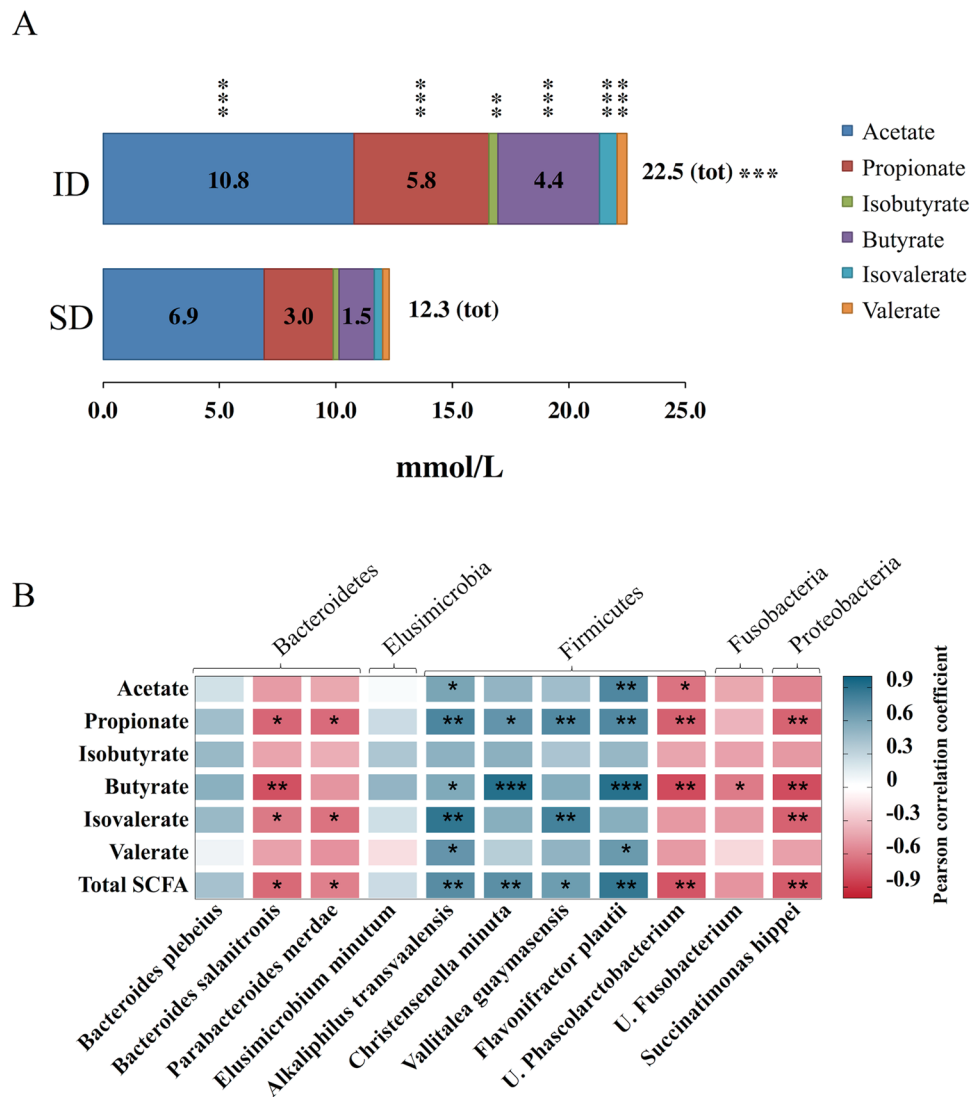 A
*** *** ** *** *** ***
ID 10.8 5.8 4.4 22.5 (tot) ***
SD 6.9 3.0 1.5 12.3 (tot)
0.0 5.0 10.0 15.0 20.0 25.0
mmol/L
Acetate
Propionate
Isobutyrate
Butyrate
Isovalerate
Valerate
B
Bacteroidetes
Elusimicrobia
Firmicutes
Fusobacteria
Proteobacteria
Acetate * ** *
Propionate * * ** * ** ** ** **
Isobutyrate
Butyrate ** * *** *** ** * **
Isovalerate * * ** ** **
Valerate * *
Total SCFA * * ** ** * ** ** **
Bacteroides plebeius
Bacteroides salanitronis
Parabacteroides merdae
Elusimicrobium minutum
Alkaliphilus transvaalensis
Christensenella minuta
Vallitalea guaymasensis
Flavonifractor plautii
U. Phascolarctobacterium
U. Fusobacterium
Succinatimonas hippei
0.9
0.6
0.3
0
-0.3
-0.6
-0.9
Pearson correlation coefficient